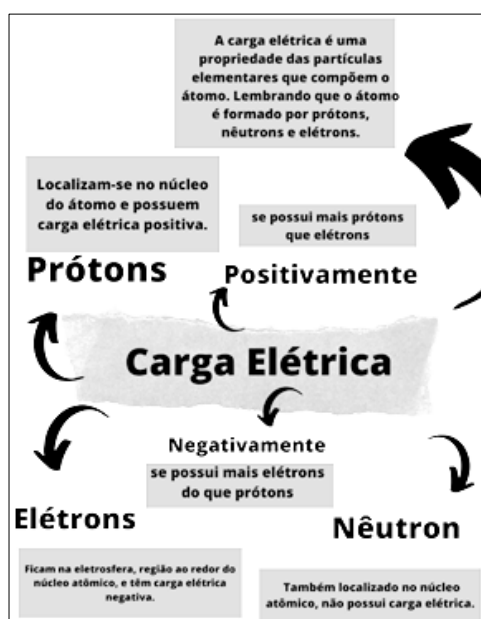 A carga elétrica é uma
propriedade das partículas
elementares que compõem o
átomo. Lembrando que o átomo
é formado por prótons,
nêutrons e elétrons.
Localizam-se no núcleo
do átomo e possuem
carga elétrica positiva.
Prótons
se possui mais prótons
que elétrons
Positivamente
Carga Elétrica
Negativamente
se possui mais elétrons
do que prótons
Elétrons
Ficam na eletrosfera, região ao redor do
núcleo atômico, e têm carga elétrica
negativa.
Nêutron
Também localizado no núcleo
atômico, não possui carga elétrica.